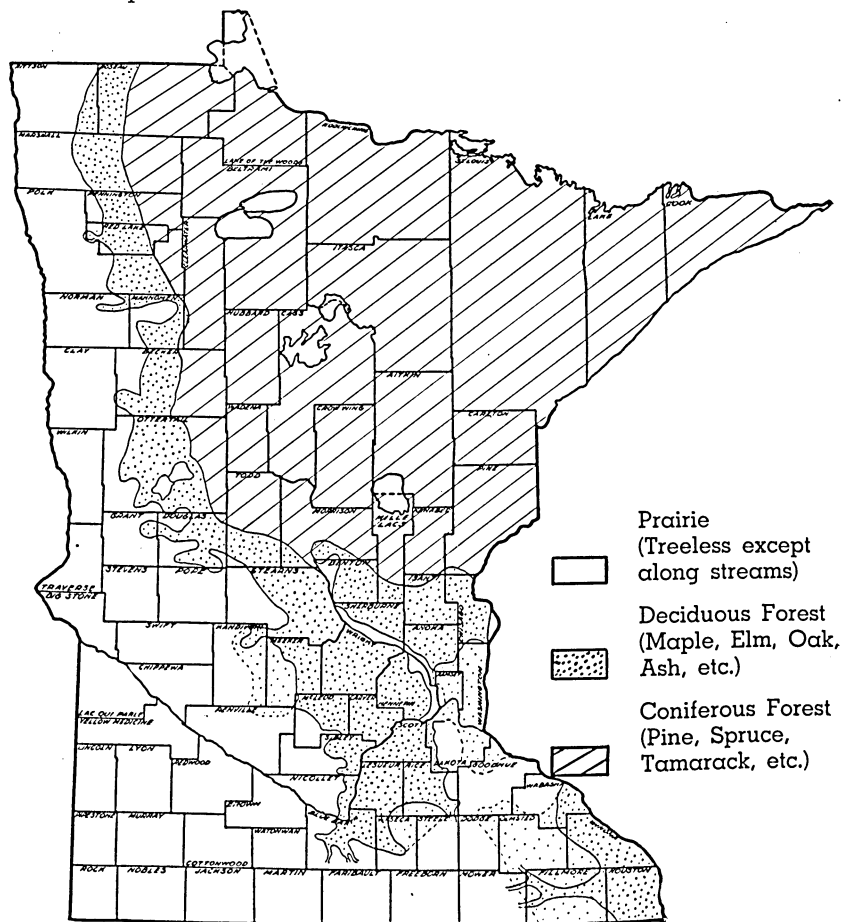 KITTSON
ROSEAU
MARSHALL
LAKE OF THE WOODS
BELTRAMI
KOOCHICHING
ST. LOUIS
LAKE
COOK
POLK
PENNINGTON
RED LAKE
CLEARWATER
ITASCA
NORMAN
MAHNOMEN
HUBBARD
CASS
CLAY
BECKER
AITKIN
WADENA
CROW WING
CARLTON
WILKIN
OTTERTAIL
TODD
PINE
MORRISON
MILLE
LACS
KANABEC
GRANT
DOUGLAS
BENTON
STEVENS
POPE
STEARNS
ISANTI
TRAVERSE
BIG STONE
SHERBURNE
SWIFT
KANDIYOHI
MEEKER
WRIGHT
ANOKA
CHIPPEWA
LAC QUI PARLE
YELLOW MEDICINE
RENVILLE
MCLEOD
CARVER
HENNEPIN
RAMSEY
SCOTT
SIBLEY
DAKOTA
GOODHUE
LINCOLN
LYON
REDWOOD
NICOLLET
LESUEUR
RICE
WABASHA
BROWN
BLUE EARTH
WASECA
STEELE
DODGE
OLMSTED
WINONA
PIPESTONE
MURRAY
WATONWAN
COTTONWOOD
ROCK
NOBLES
JACKSON
MARTIN
FARIBAULT
FREEBORN
MOWER
FILLMORE
HOUSTON
Prairie
(Treeless except
along streams)
Deciduous Forest
(Maple, Elm, Oak,
Ash, etc.)
Coniferous Forest
(Pine, Spruce,
Tamarack, etc.)